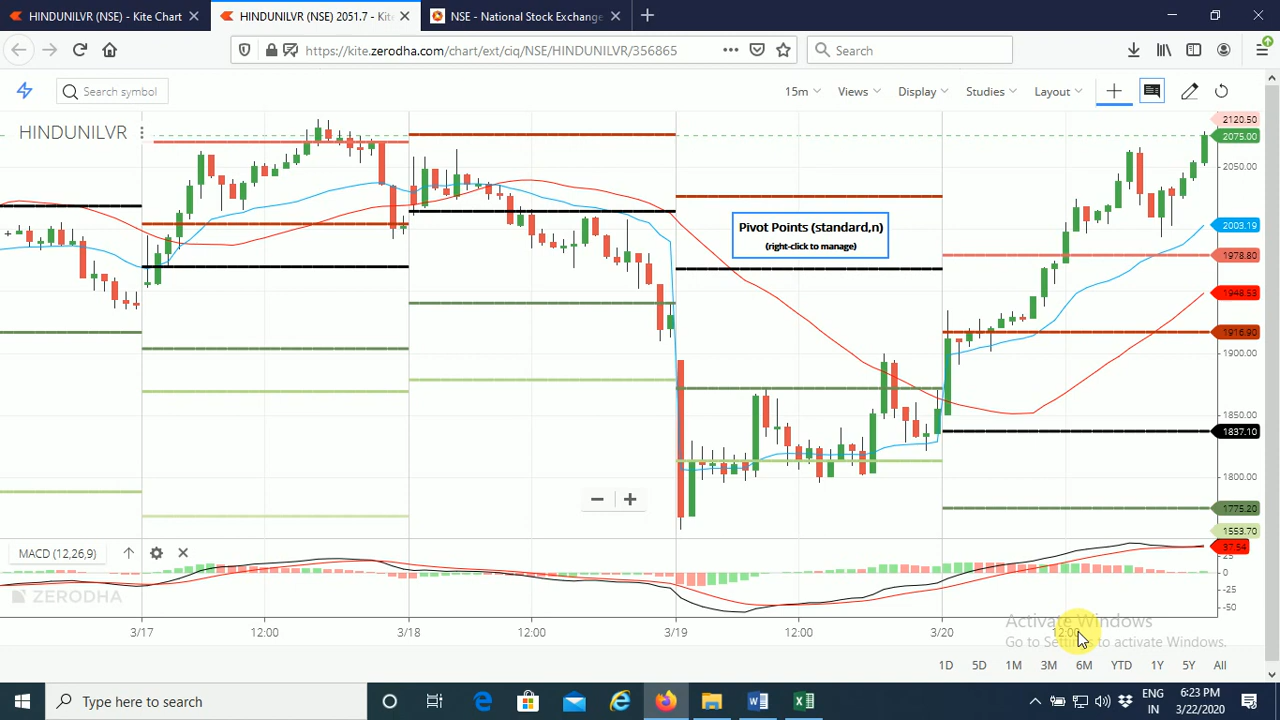 HINDUNILVR (NSE) - Kite Chart
HINDUNILVR (NSE) 2051.7 - Kit
NSE - National Stock Exchange
https://kite.zerodha.com/chart/ext/ciq/NSE/HINDUNILVR/356865
Search
Search symbol
15m
Views
Display
Studies
Layout
HINDUNILVR
2120.50
2075.00
2050.00
Pivot Points (standard,n)
(right-click to manage)
2003.19
1978.80
1948.53
1916.90
1900.00
1850.00
1837.10
1800.00
1775.20
1553.70
MACD (12,26,9)
37.54
25
0
-25
-50
ZERODHA
3/17 12:00 3/18 12:00 3/19 12:00 3/20 12:00
Activate Windows
Go to Settings to activate Windows.
1D 5D 1M 3M 6M YTD 1Y 5Y All
Type here to search
ENG
IN
6:23 PM
3/22/2020